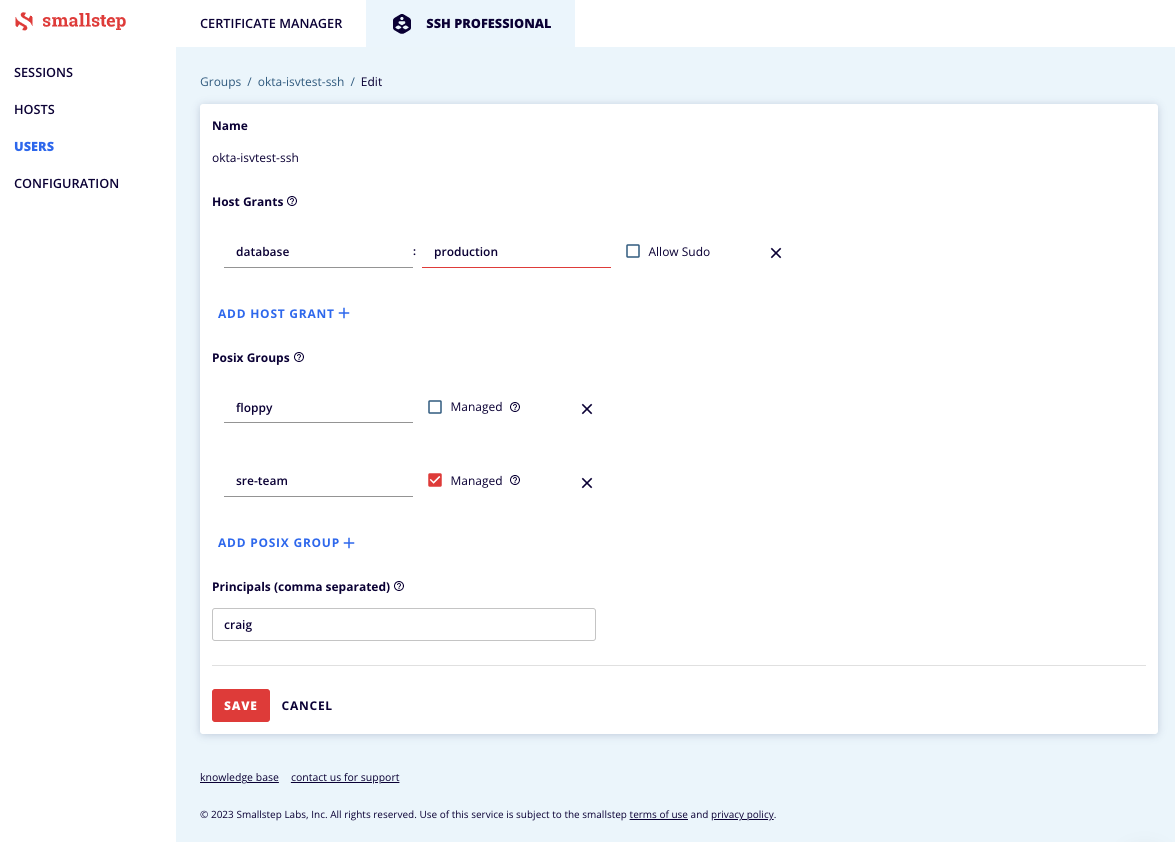 smallstep
CERTIFICATE MANAGER
SSH PROFESSIONAL
SESSIONS
HOSTS
USERS
CONFIGURATION
Groups / okta-isvtest-ssh / Edit
Name
okta-isvtest-ssh
Host Grants
database : production Allow Sudo
ADD HOST GRANT
Posix Groups
floppy Managed
sre-team Managed
ADD POSIX GROUP
Principals (comma separated)
craig
SAVE CANCEL
knowledge base contact us for support
© 2023 Smallstep Labs, Inc. All rights reserved. Use of this service is subject to the smallstep terms of use and privacy policy.